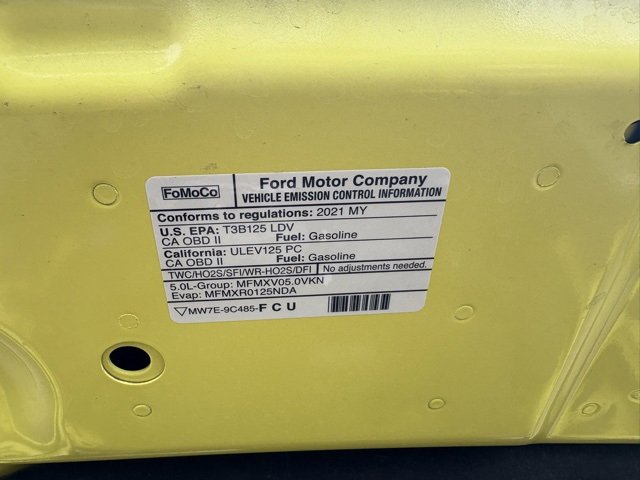 FoMoCo
Ford Motor Company
VEHICLE EMISSION CONTROL INFORMATION
Conforms to regulations: 2021 MY
U.S. EPA: T3B125 LDV
CA OBD II Fuel: Gasoline
California: ULEV125 PC
CA OBD II Fuel: Gasoline
TWC/HO2S/SFI/WR-HO2S/DFI No adjustments needed.
5.0L-Group: MFMXV05.0VKN
Evap: MFMXR0125NDA
MW7E-9C485-FCU